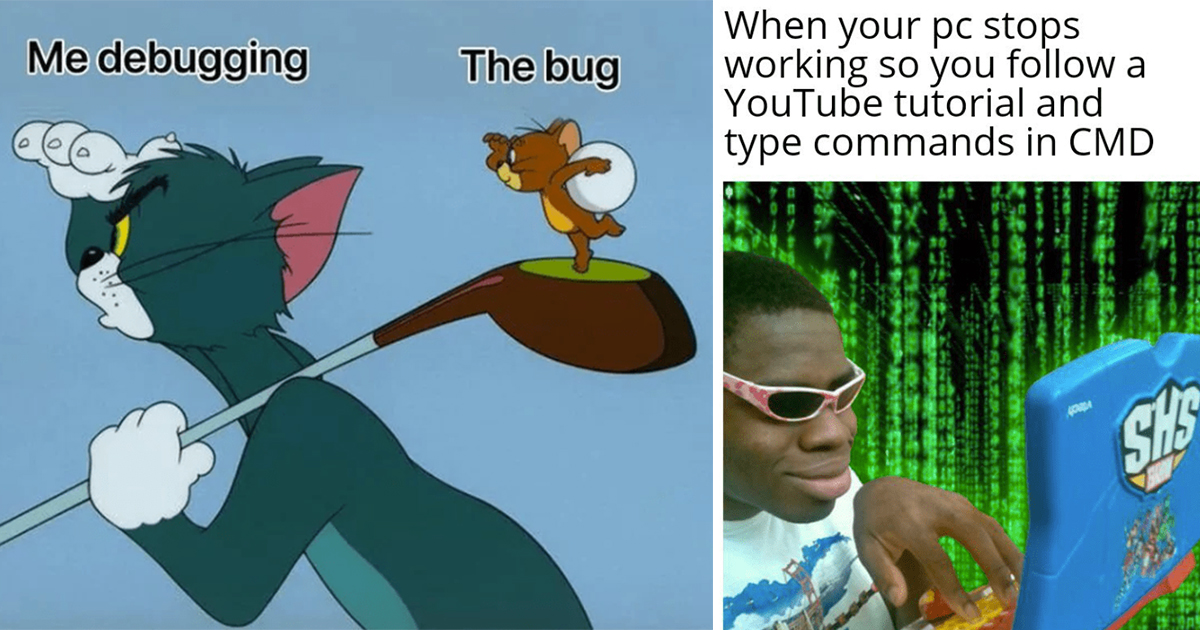 Me debugging
The bug
When your pc stops
working so you follow a
YouTube tutorial and
type commands in CMD
SHS